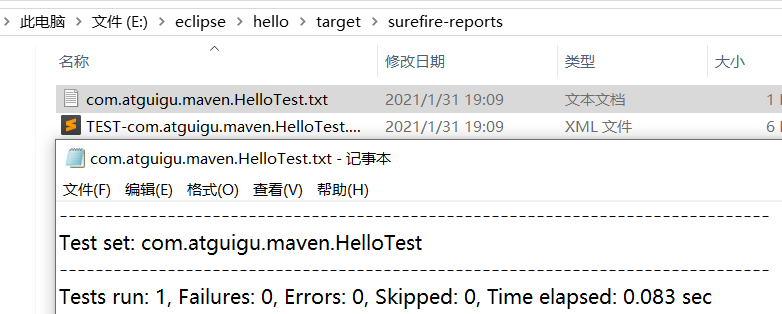 此电脑 > 文件 (E:) > eclipse > hello > target > surefire-reports
名称 修改日期 类型 大小
com.atguigu.maven.HelloTest.txt 2021/1/31 19:09 文本文档 1
TEST-com.atguigu.maven.HelloTest.... 2021/1/31 19:09 XML 文件 6
com.atguigu.maven.HelloTest.txt - 记事本
文件(F) 编辑(E) 格式(O) 查看(V) 帮助(H)
-------------------------------------------------------------------------------
Test set: com.atguigu.maven.HelloTest
-------------------------------------------------------------------------------
Tests run: 1, Failures: 0, Errors: 0, Skipped: 0, Time elapsed: 0.083 sec